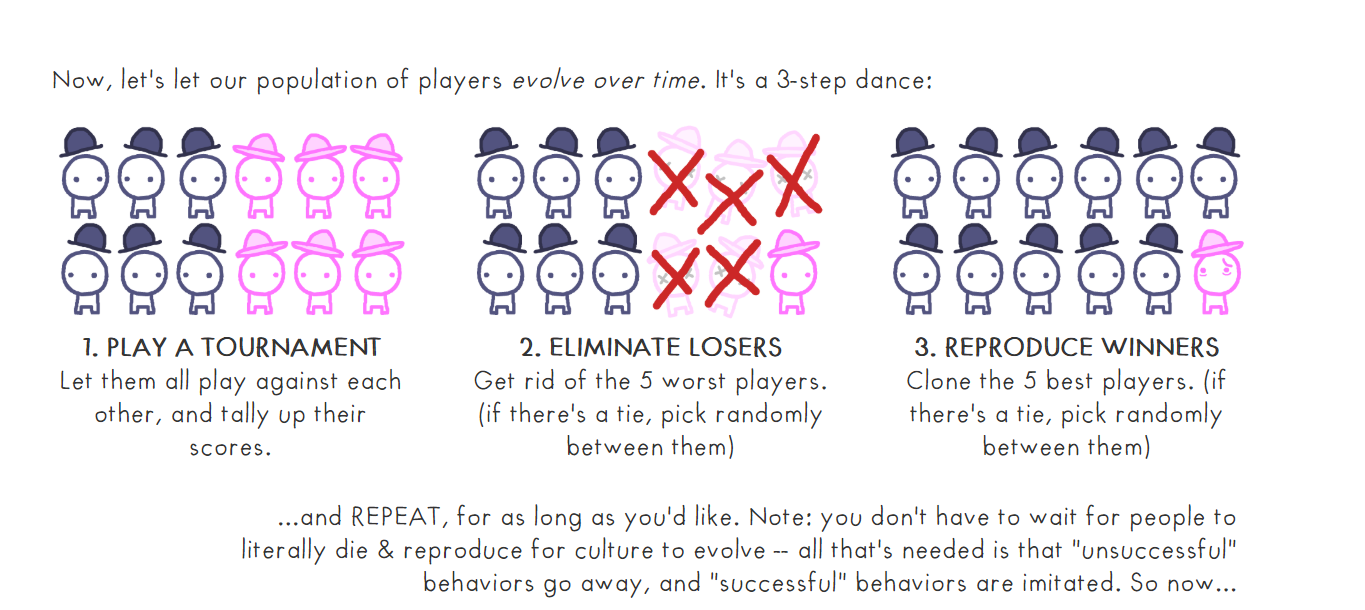 Now, let's let our population of players evolve over time. It's a 3-step dance:
1. PLAY A TOURNAMENT
Let them all play against each
other, and tally up their
scores.
2. ELIMINATE LOSERS
Get rid of the 5 worst players.
(if there's a tie, pick randomly
between them)
3. REPRODUCE WINNERS
Clone the 5 best players. (if
there's a tie, pick randomly
between them)
...and REPEAT, for as long as you'd like. Note: you don't have to wait for people to
literally die & reproduce for culture to evolve -- all that's needed is that "unsuccessful"
behaviors go away, and "successful" behaviors are imitated. So now...